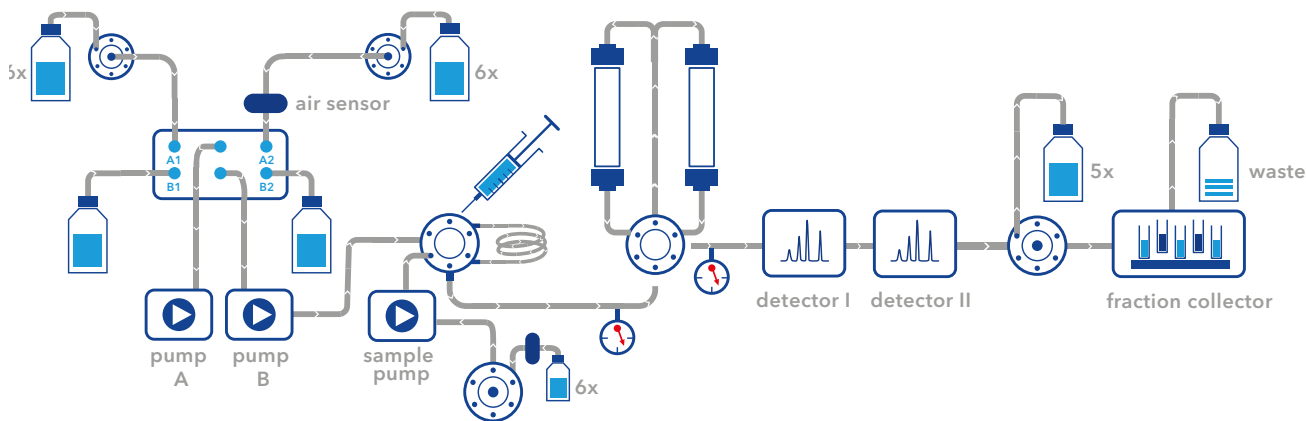 6x
6x
air sensor
A1
A2
B1
B2
5x
waste
detector I
detector II
fraction collector
pump
A
pump
B
sample
pump
6x